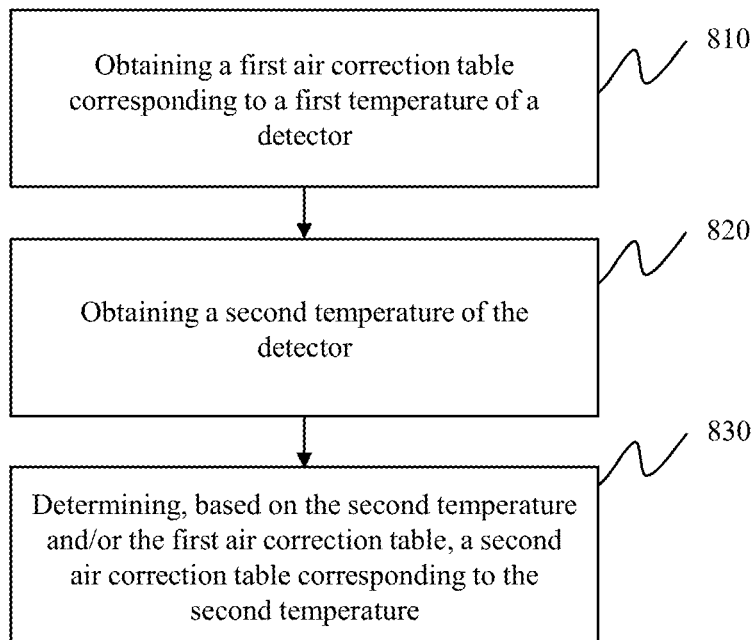 810
Obtaining a first air correction table
corresponding to a first temperature of a
detector
820
Obtaining a second temperature of the
detector
830
Determining, based on the second temperature
and/or the first air correction table, a second
air correction table corresponding to the
second temperature